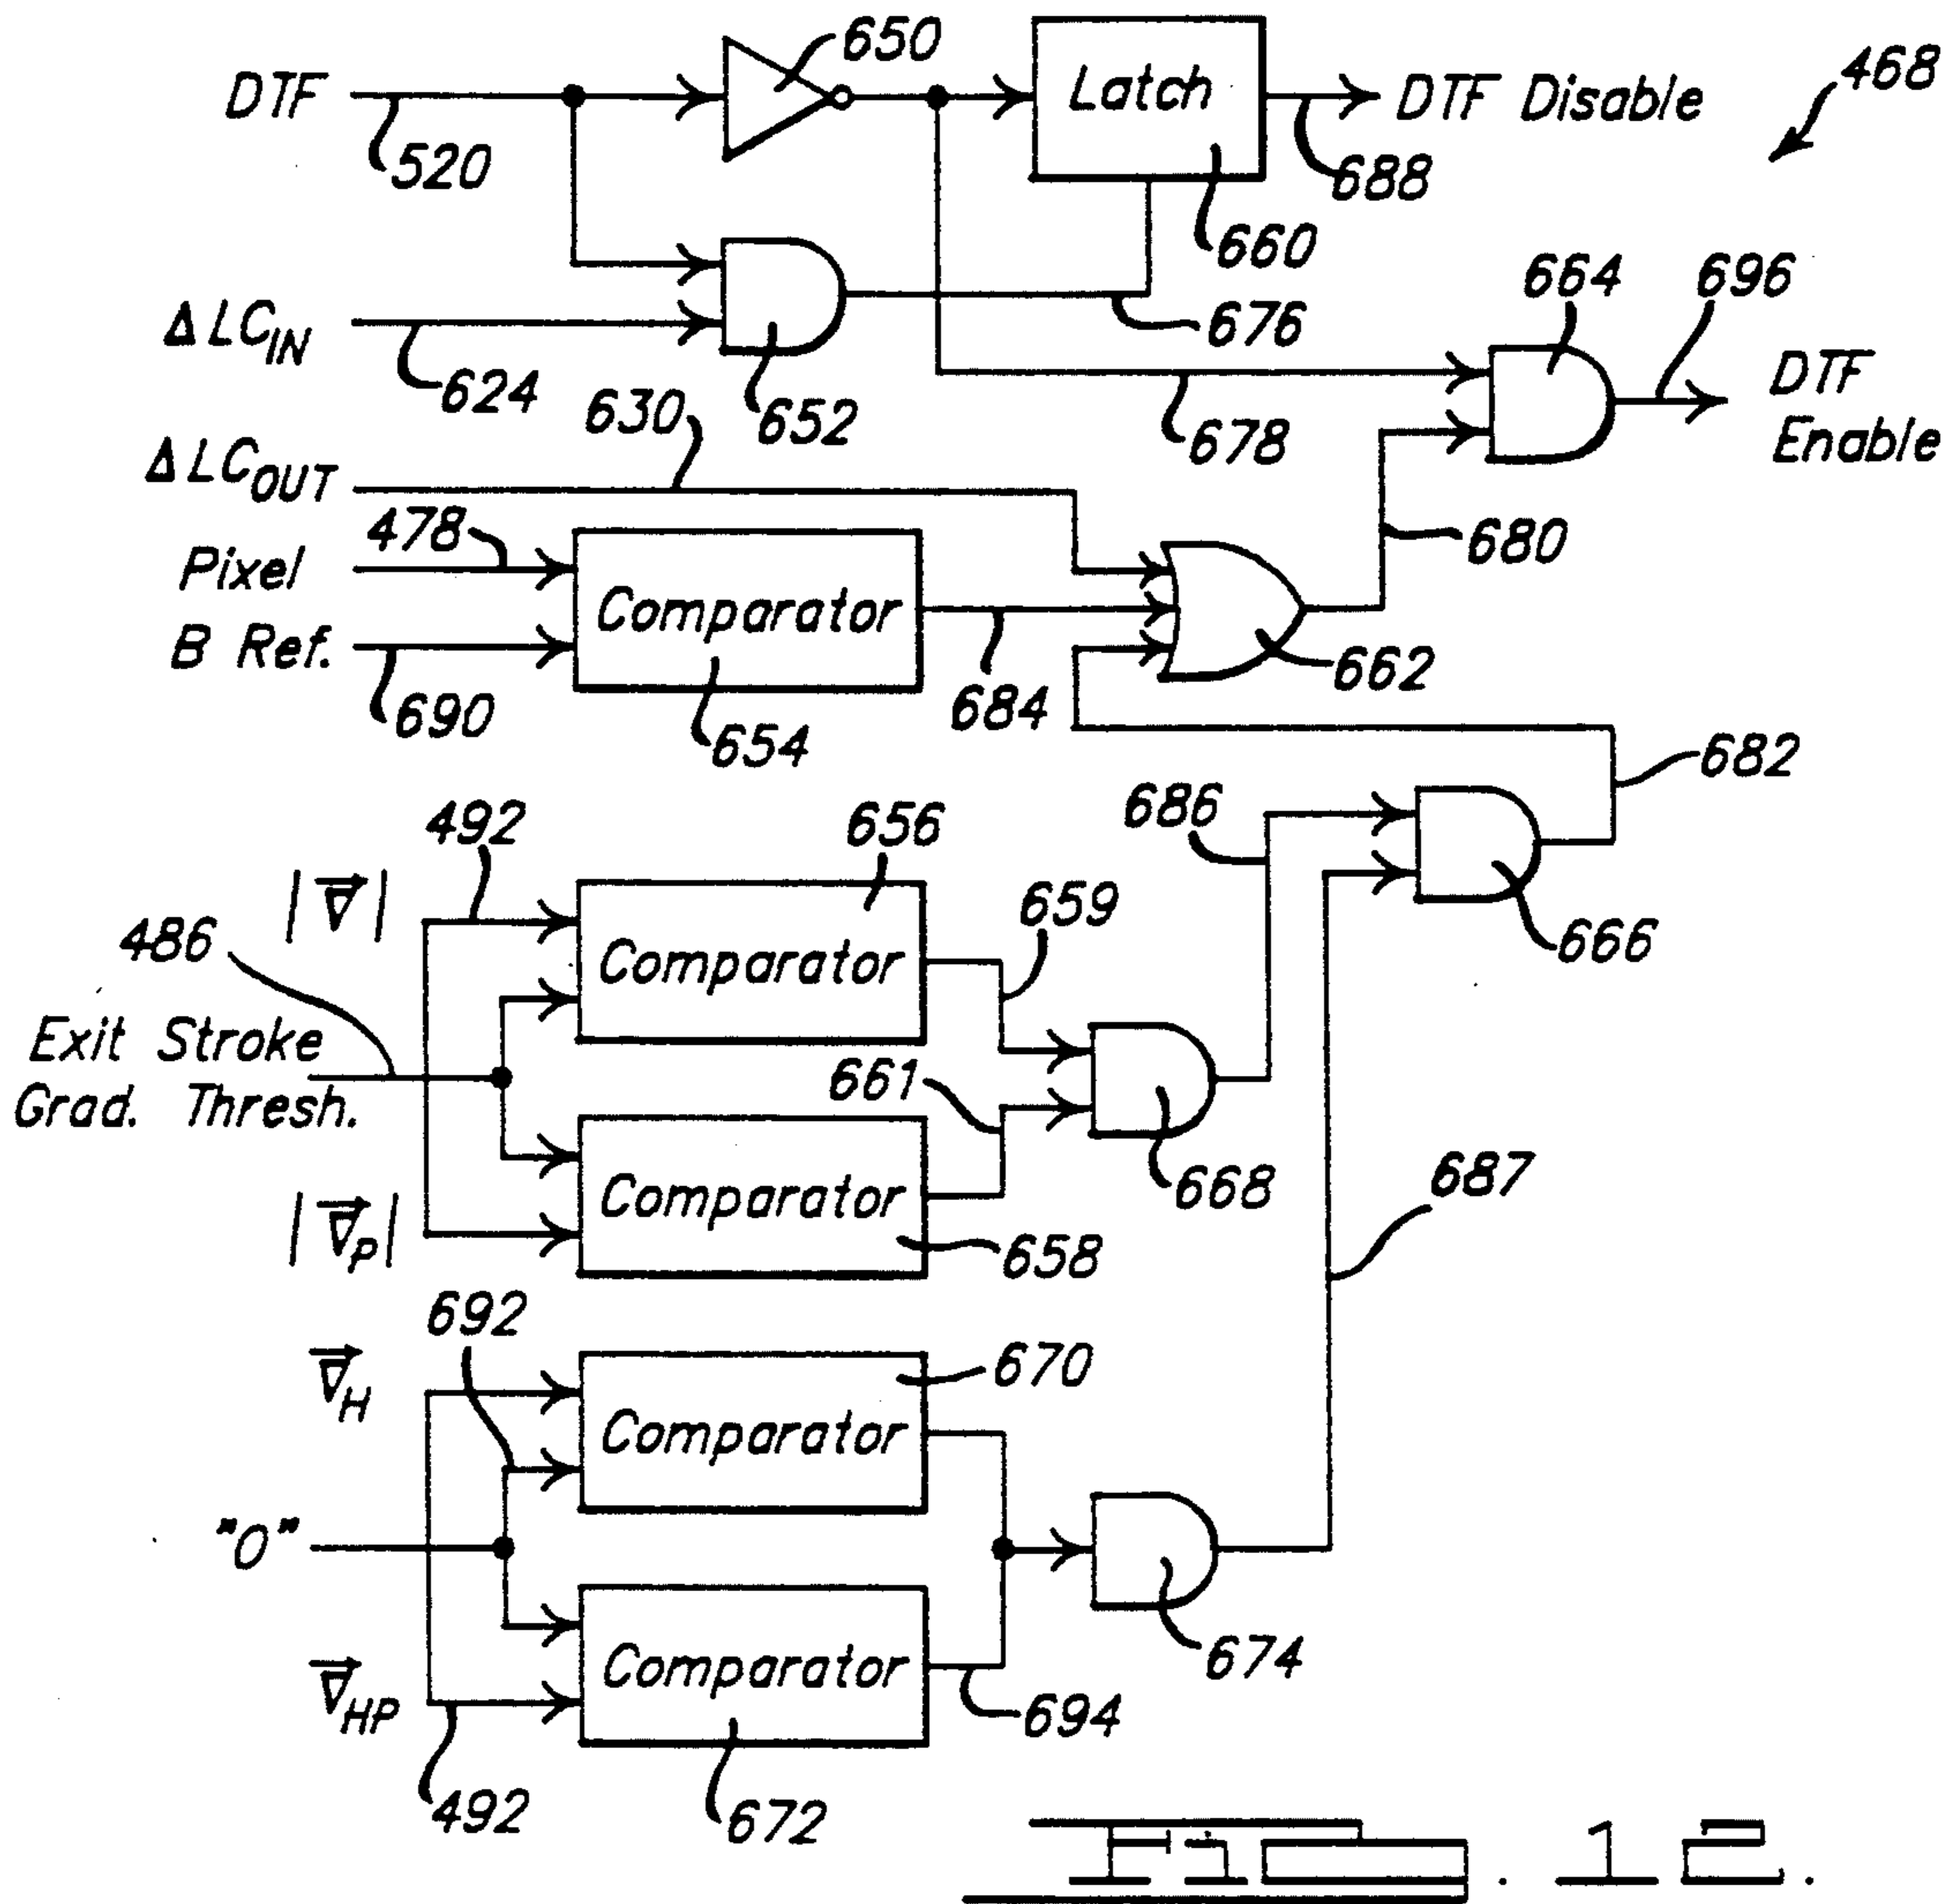 650
Latch
468
DTF
DTF Disable
520
688
660
664
696
ΔLC_IN
676
624
652
630
678
DTF
Enable
ΔLC_OUT
478
680
Pixel
Comparator
B Ref.
684
662
690
654
682
686
492
656
|∇⃗|
659
486
Comparator
666
Exit Stroke
Grad. Thresh.
661
668
687
Comparator
|∇⃗_P|
658
692
∇⃗_H
670
Comparator
"0"
674
Comparator
∇⃗_HP
694
492
672
Fig. 12.